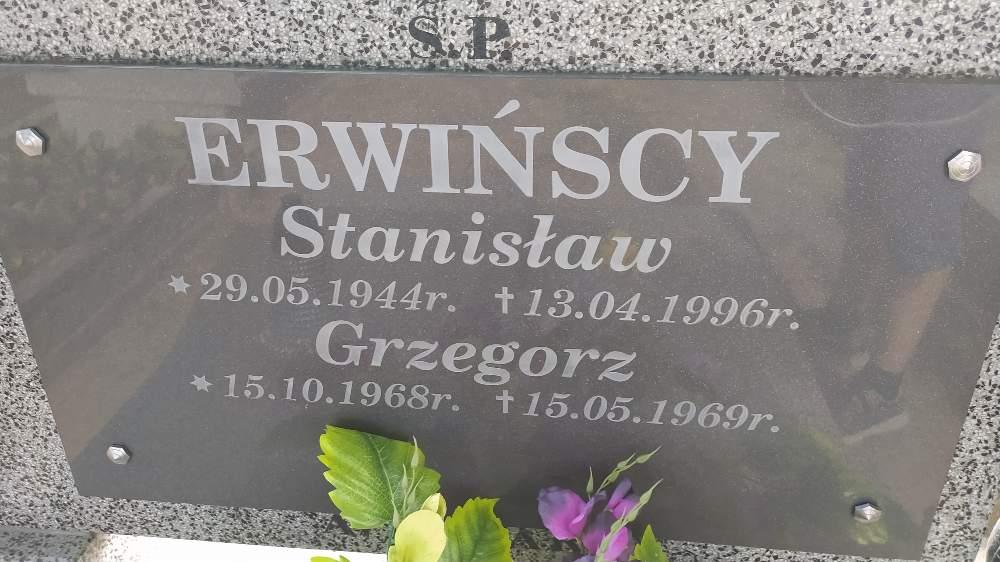 Ś.P.
ERWIŃSCY
Stanisław
* 29.05.1944r. † 13.04.1996r.
Grzegorz
* 15.10.1968r. † 15.05.1969r.